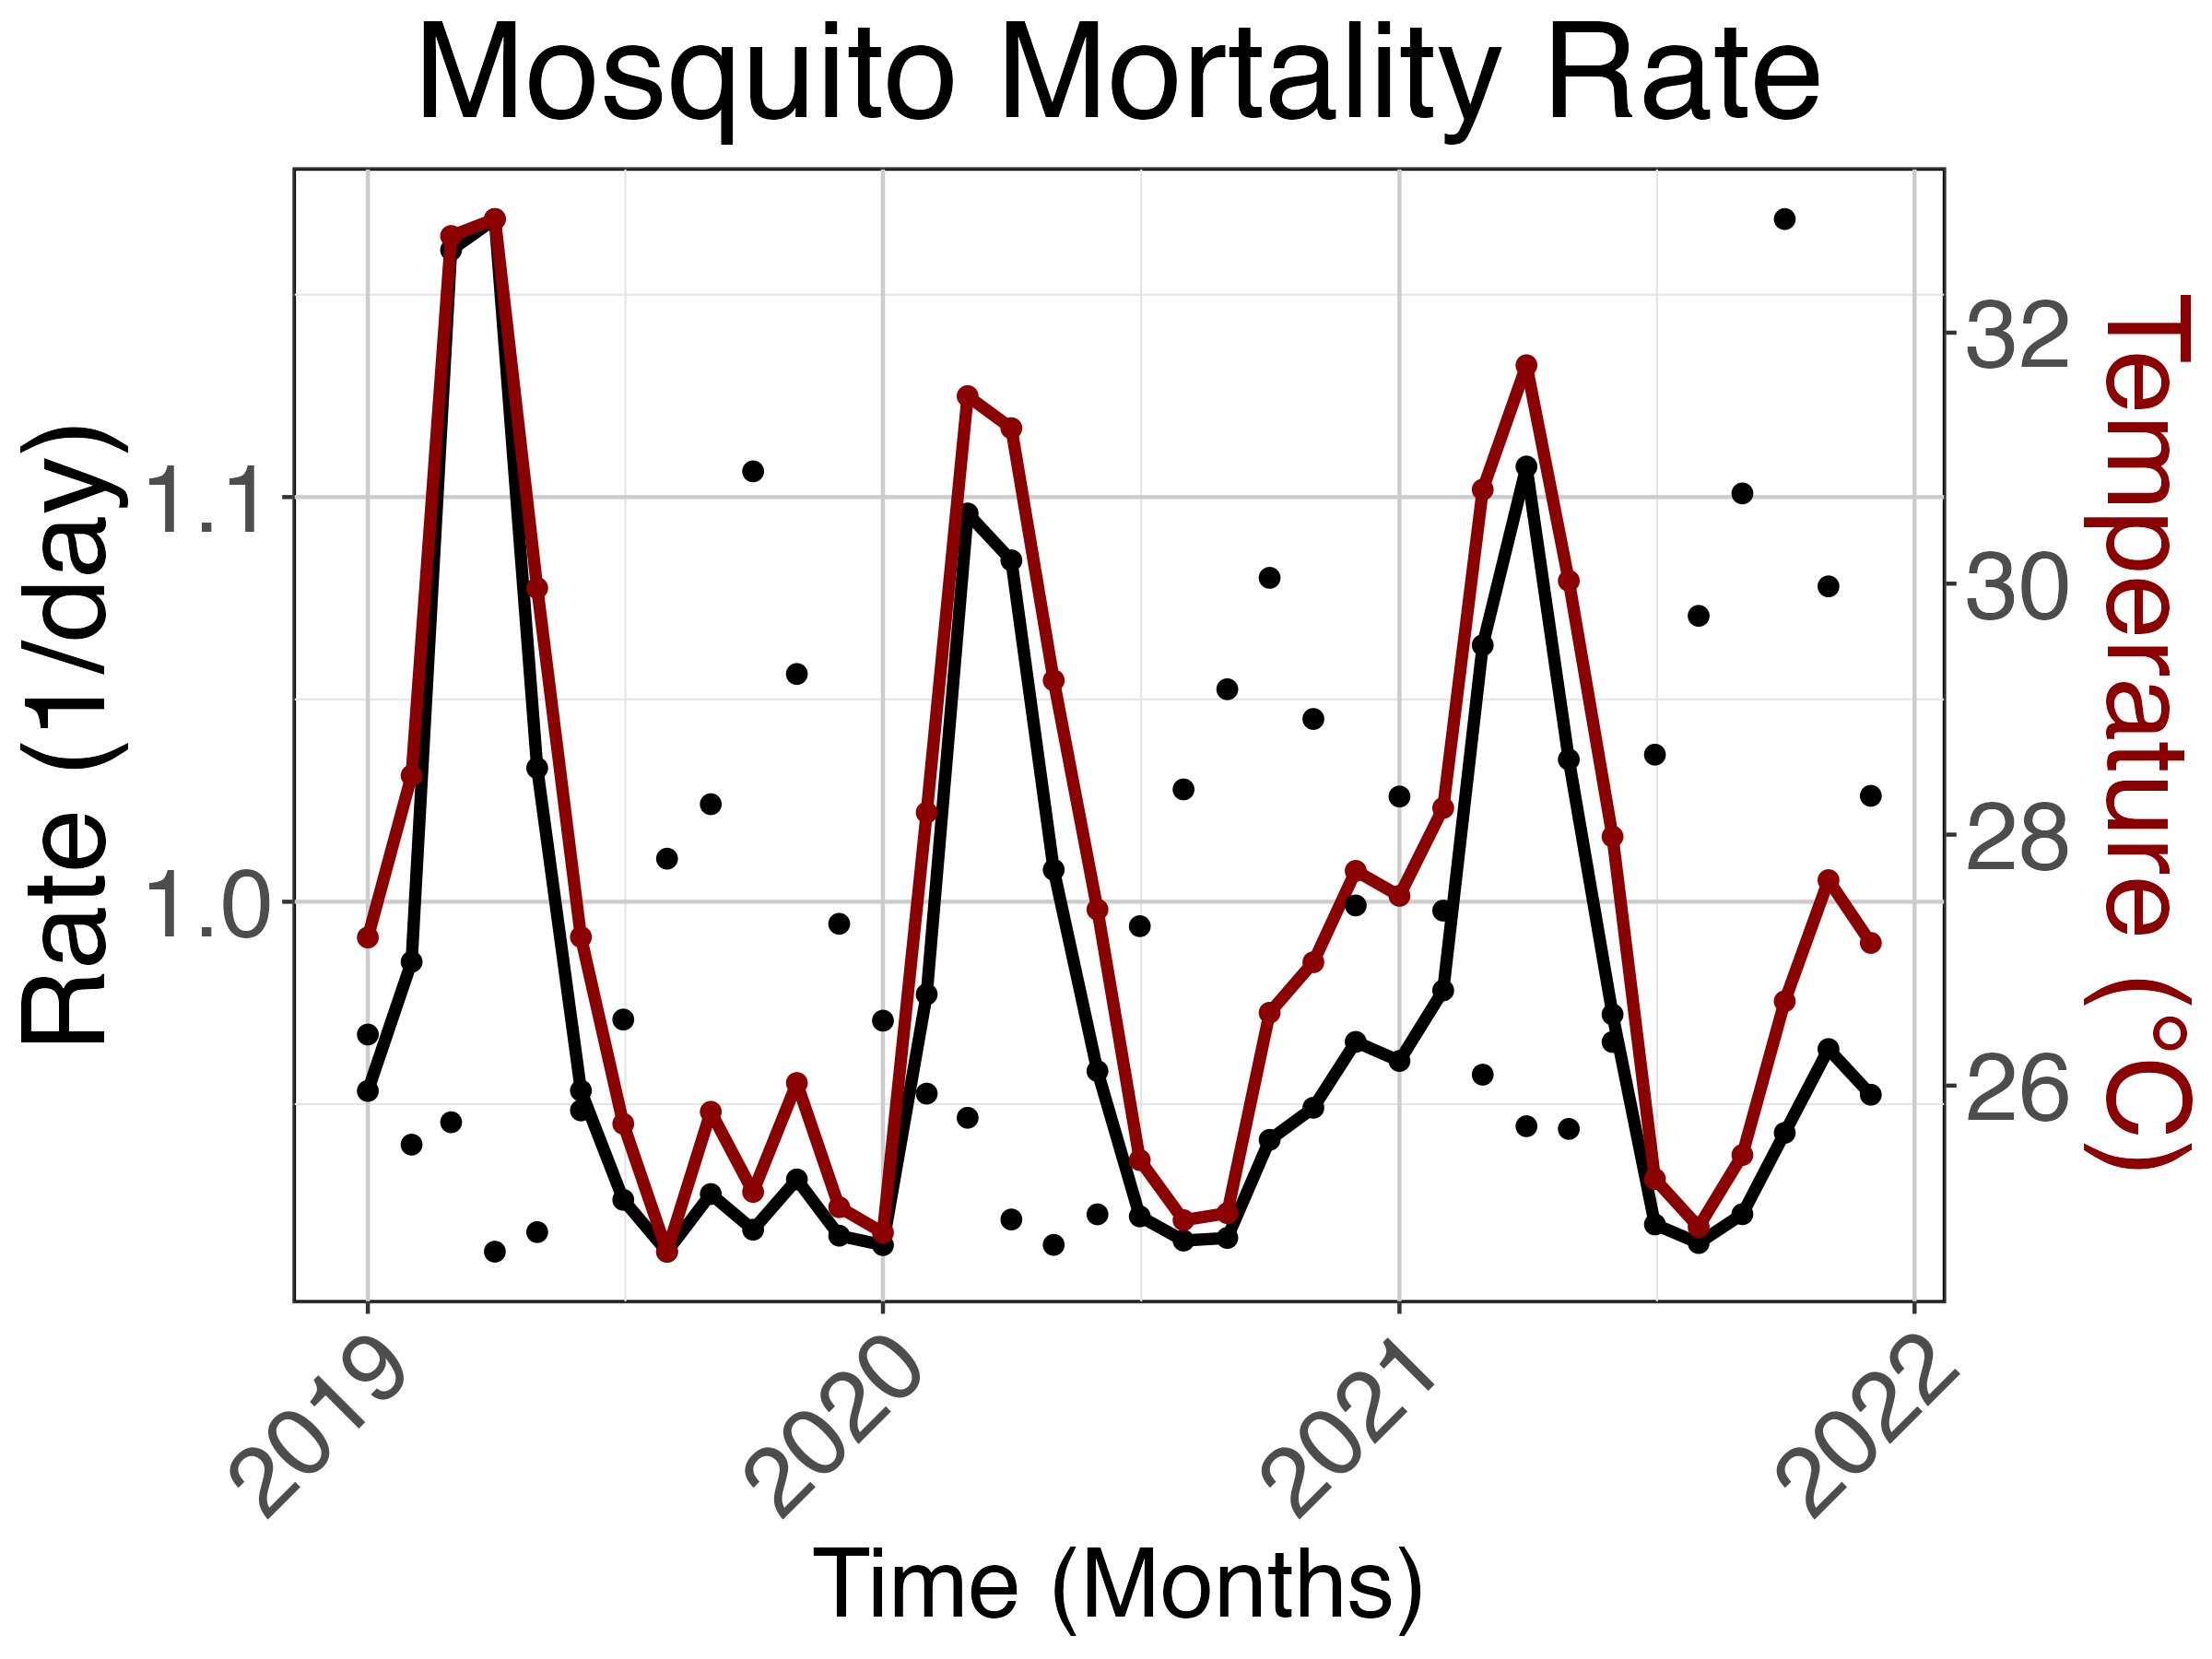 Mosquito Mortality Rate
Rate (1/day)
1.1
1.0
32
30
28
26
Temperature (°C)
2019
2020
2021
2022
Time (Months)